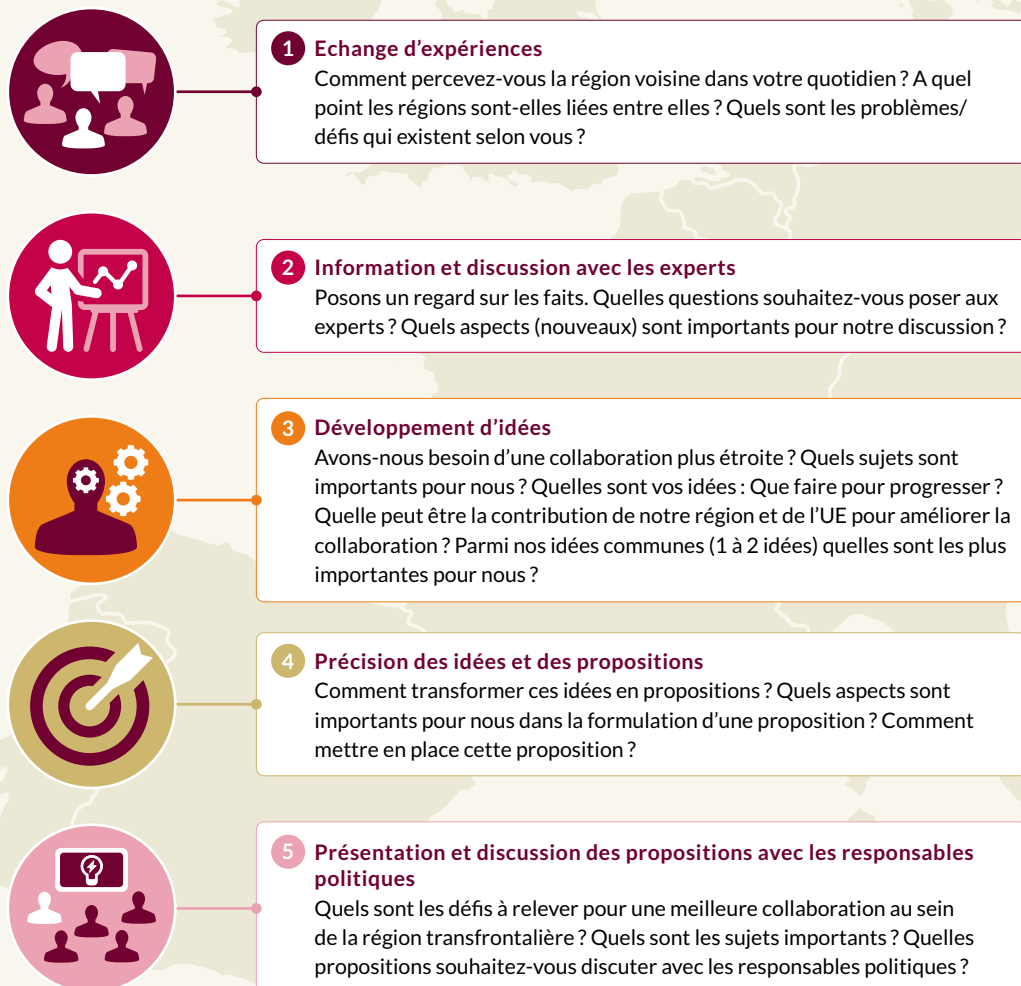 1 Echange d'expériences
Comment percevez-vous la région voisine dans votre quotidien ? A quel
point les régions sont-elles liées entre elles ? Quels sont les problèmes/
défis qui existent selon vous ?
2 Information et discussion avec les experts
Posons un regard sur les faits. Quelles questions souhaitez-vous poser aux
experts ? Quels aspects (nouveaux) sont importants pour notre discussion ?
3 Développement d'idées
Avons-nous besoin d'une collaboration plus étroite ? Quels sujets sont
importants pour nous ? Quelles sont vos idées : Que faire pour progresser ?
Quelle peut être la contribution de notre région et de l'UE pour améliorer la
collaboration ? Parmi nos idées communes (1 à 2 idées) quelles sont les plus
importantes pour nous ?
4 Précision des idées et des propositions
Comment transformer ces idées en propositions ? Quels aspects sont
importants pour nous dans la formulation d'une proposition ? Comment
mettre en place cette proposition ?
5 Présentation et discussion des propositions avec les responsables
politiques
Quels sont les défis à relever pour une meilleure collaboration au sein
de la région transfrontalière ? Quels sont les sujets importants ? Quelles
propositions souhaitez-vous discuter avec les responsables politiques ?